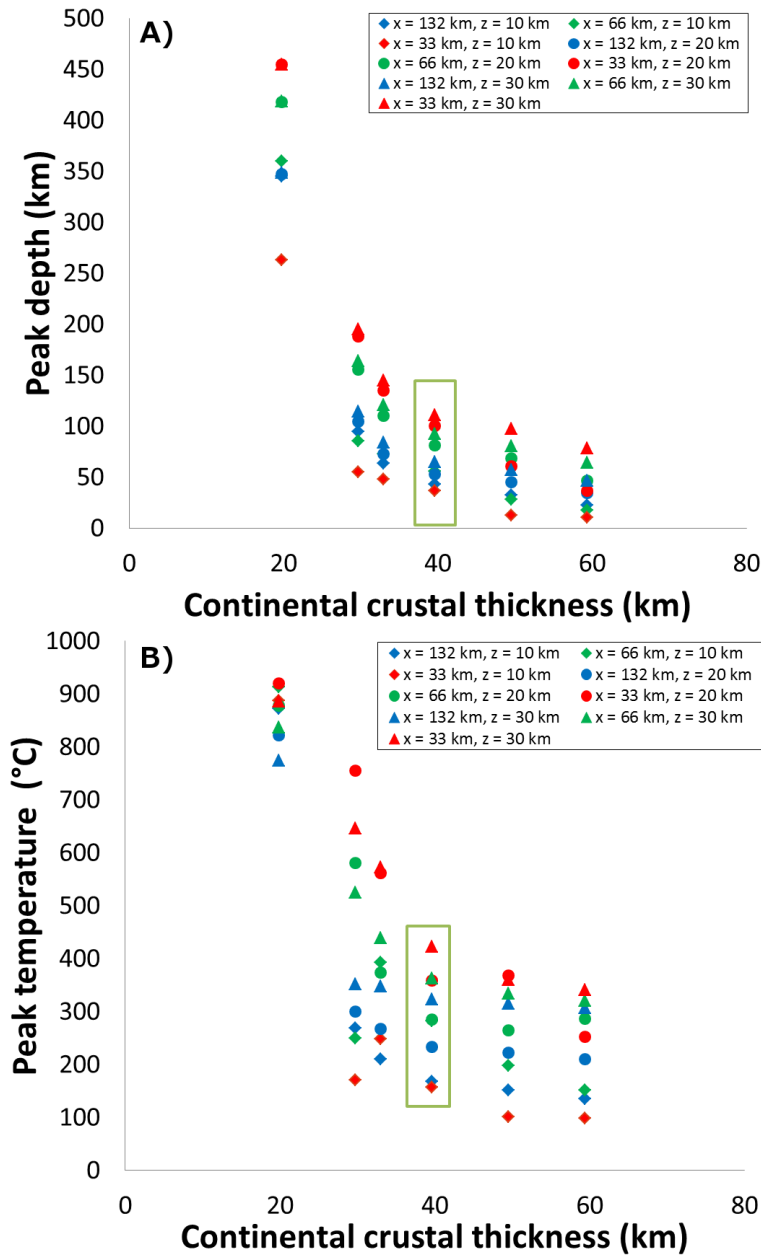 A)
500
450
400
350
300
250
200
150
100
50
0
Peak depth (km)
x = 132 km, z = 10 km x = 66 km, z = 10 km
x = 33 km, z = 10 km x = 132 km, z = 20 km
x = 66 km, z = 20 km x = 33 km, z = 20 km
x = 132 km, z = 30 km x = 66 km, z = 30 km
x = 33 km, z = 30 km
0 20 40 60 80
Continental crustal thickness (km)
B)
1000
900
800
700
600
500
400
300
200
100
0
Peak temperature (°C)
x = 132 km, z = 10 km x = 66 km, z = 10 km
x = 33 km, z = 10 km x = 132 km, z = 20 km
x = 66 km, z = 20 km x = 33 km, z = 20 km
x = 132 km, z = 30 km x = 66 km, z = 30 km
x = 33 km, z = 30 km
0 20 40 60 80
Continental crustal thickness (km)